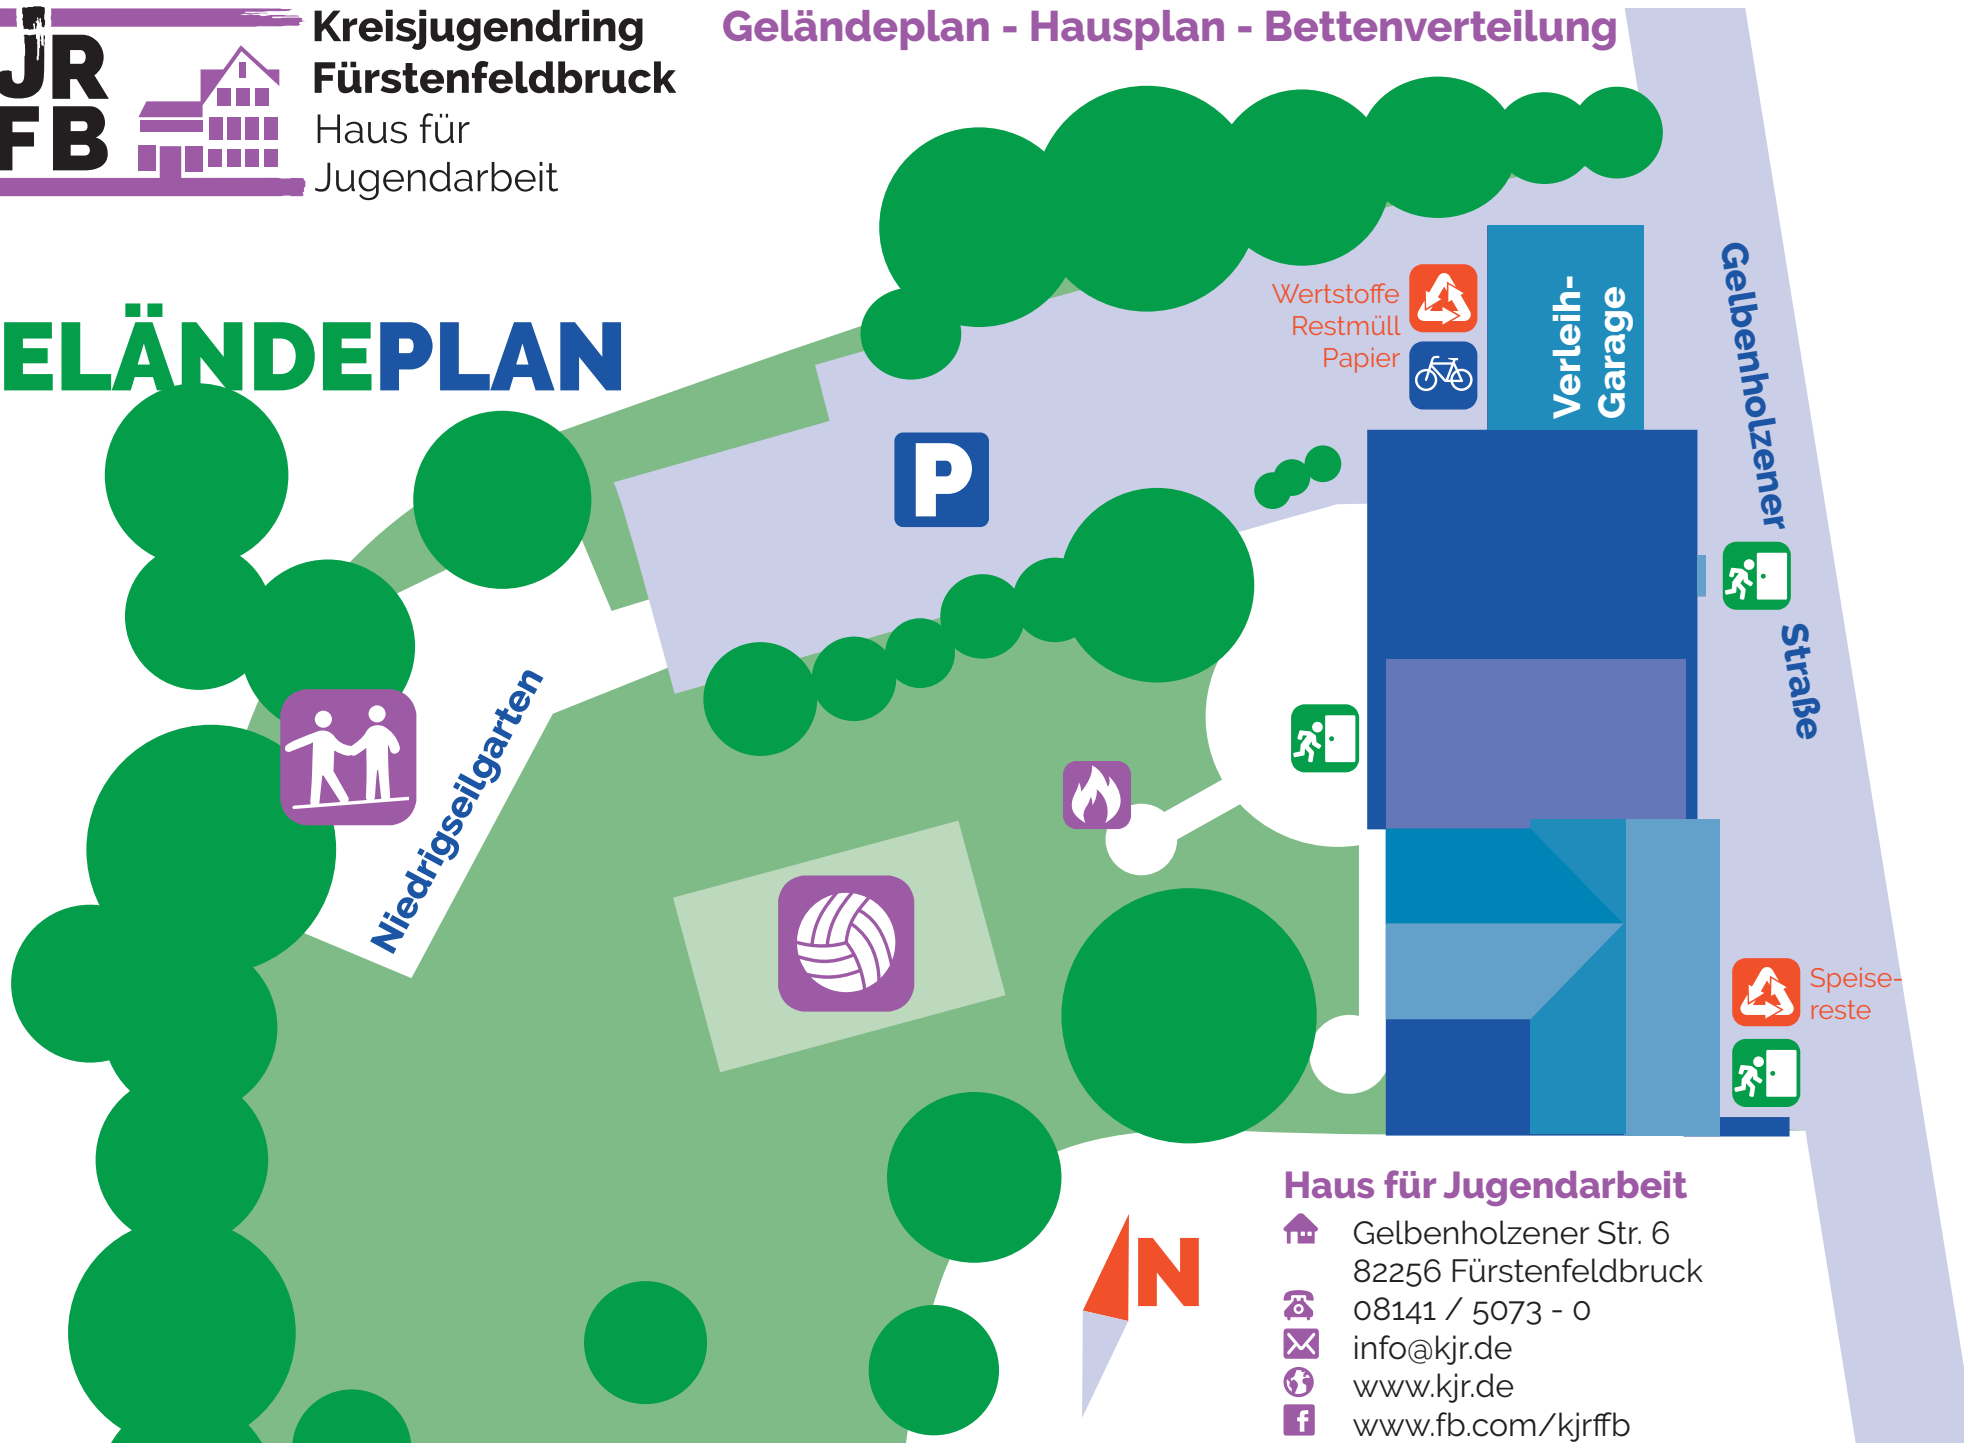 JR
FB
Kreisjugendring
Fürstenfeldbruck
Haus für
Jugendarbeit
Geländeplan - Hausplan - Bettenverteilung
ELÄNDEPLAN
Wertstoffe
Restmüll
Papier
Verleih-
Garage
Gelbenholzener
Straße
P
Niedrigseilgarten
Speise-
reste
N
Haus für Jugendarbeit
Gelbenholzener Str. 6
82256 Fürstenfeldbruck
08141 / 5073 - 0
info@kjr.de
www.kjr.de
www.fb.com/kjrffb